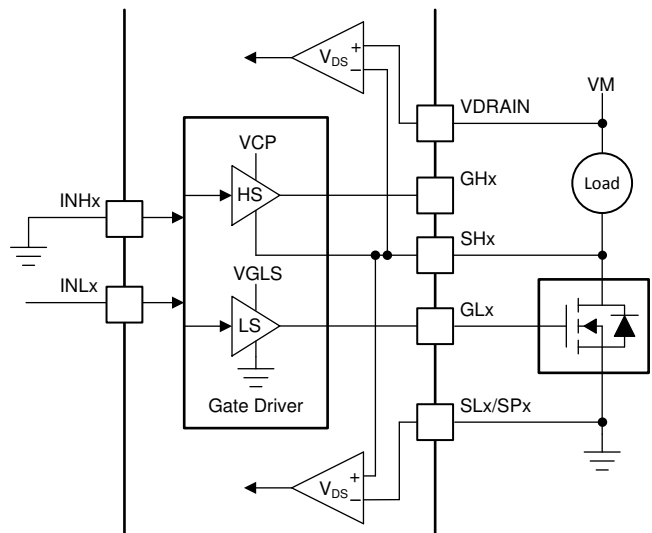 VDS
+
−
VM
VDRAIN
VCP
HS
GHx
Load
INHx
SHx
VGLS
INLx
GLx
LS
Gate Driver
SLx/SPx
VDS
+
−